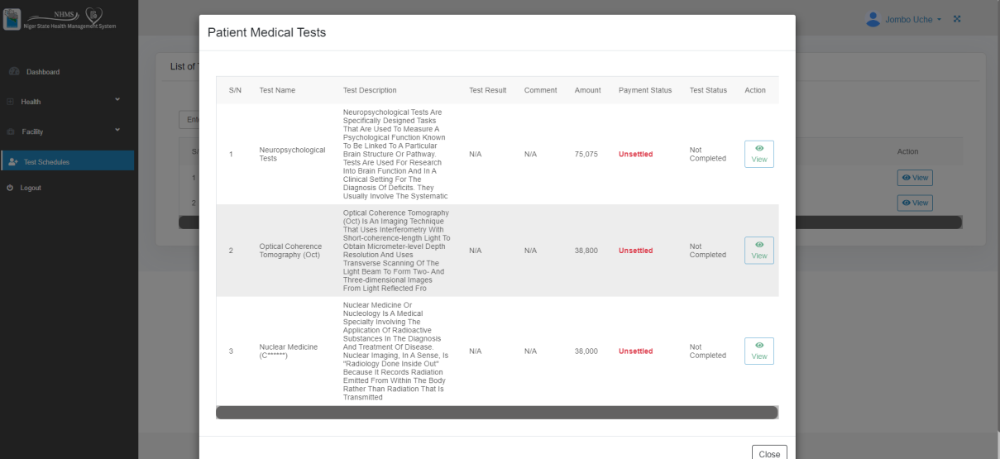 NHMS
Niger State Health Management System
Jombo Uche
Dashboard
Health
Facility
Test Schedules
Logout
List of
Ente
Action
1
View
2
View
Patient Medical Tests
S/N Test Name Test Description Test Result Comment Amount Payment Status Test Status Action
1
Neuropsychological
Tests
Neuropsychological Tests Are
Specifically Designed Tasks
That Are Used To Measure A
Psychological Function Known
To Be Linked To A Particular
Brain Structure Or Pathway.
Tests Are Used For Research
Into Brain Function And In A
Clinical Setting For The
Diagnosis Of Deficits. They
Usually Involve The Systematic
N/A N/A 75,075 Unsettled
Not
Completed
View
2
Optical Coherence
Tomography (Oct)
Optical Coherence Tomography
(Oct) Is An Imaging Technique
That Uses Interferometry With
Short-coherence-length Light To
Obtain Micrometer-level Depth
Resolution And Uses
Transverse Scanning Of The
Light Beam To Form Two- And
Three-dimensional Images
From Light Reflected Fro
N/A N/A 38,800 Unsettled
Not
Completed
View
3
Nuclear Medicine
(C******)
Nuclear Medicine Or
Nucleology Is A Medical
Specialty Involving The
Application Of Radioactive
Substances In The Diagnosis
And Treatment Of Disease.
Nuclear Imaging, In A Sense, Is
"Radiology Done Inside Out"
Because It Records Radiation
Emitted From Within The Body
Rather Than Radiation That Is
Transmitted
N/A N/A 38,000 Unsettled
Not
Completed
View
Close